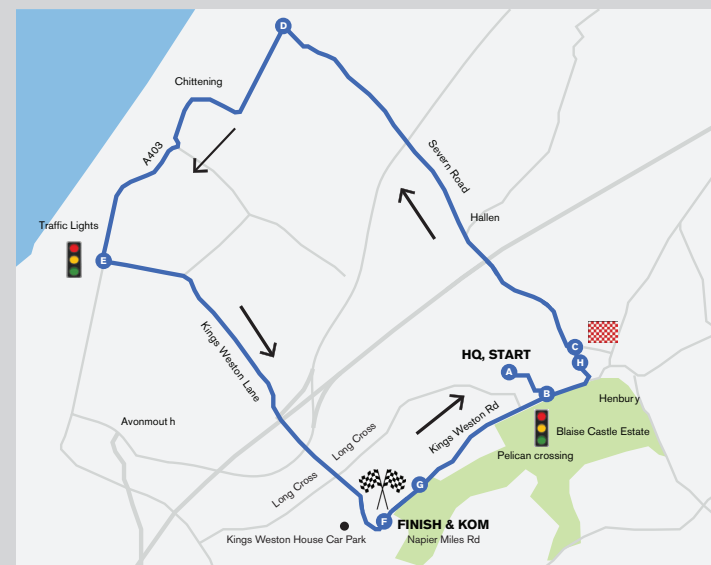 D
Chittening
A403
Severn Road
Hallen
Traffic Lights
E
C
HQ, START
H
A
Kings Weston Lane
B
Henbury
Kings Weston Rd
Avonmout h
Long Cross
Blaise Castle Estate
Pelican crossing
Long Cross
G
F
FINISH & KOM
Kings Weston House Car Park
Napier Miles Rd